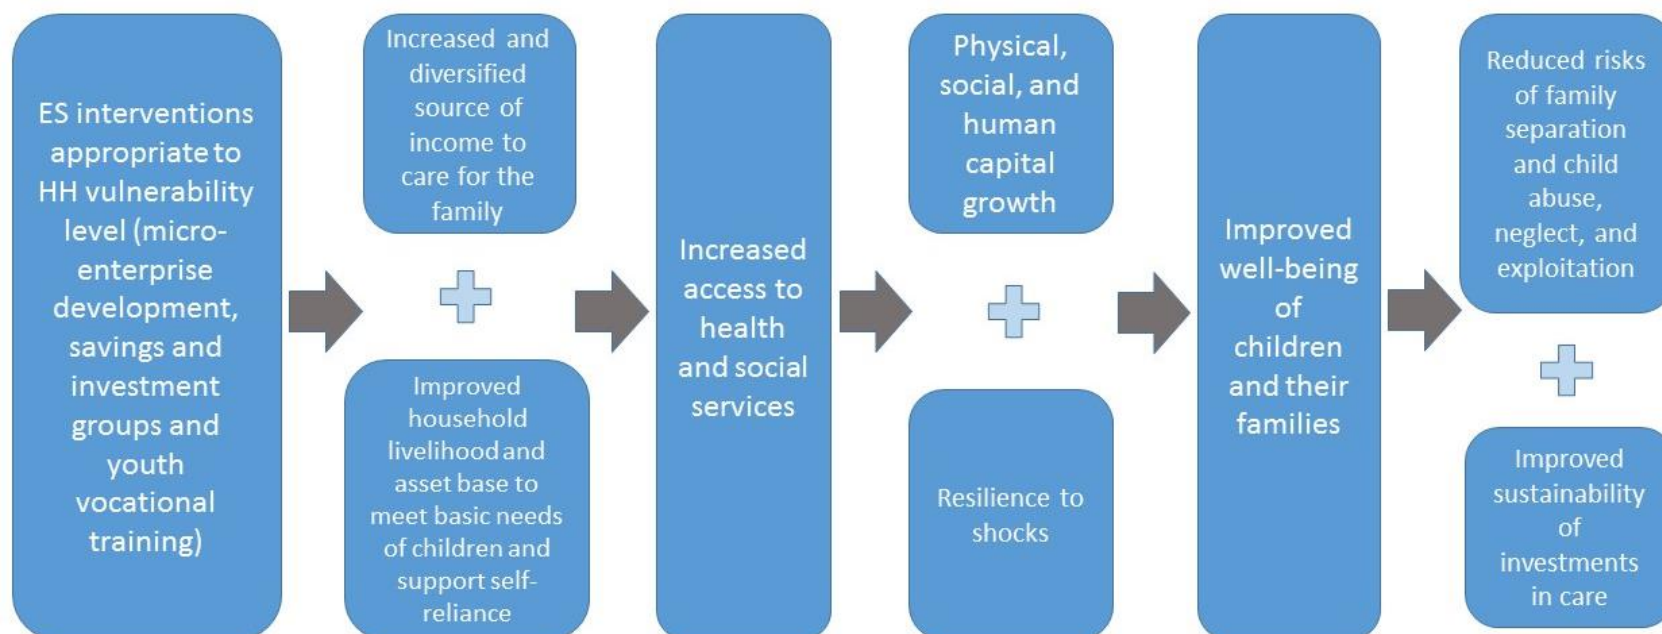 ES interventions
appropriate to
HH vulnerability
level (micro-
enterprise
development,
savings and
investment
groups and
youth
vocational
training)
Increased and
diversified
source of
income to
care for the
family
Improved
household
livelihood and
asset base to
meet basic needs
of children and
support self-
reliance
Increased
access to
health
and social
services
Physical,
social, and
human
capital
growth
Resilience to
shocks
Improved
well-being
of
children
and their
families
Reduced risks
of family
separation
and child
abuse,
neglect, and
exploitation
Improved
sustainability
of
investments
in care